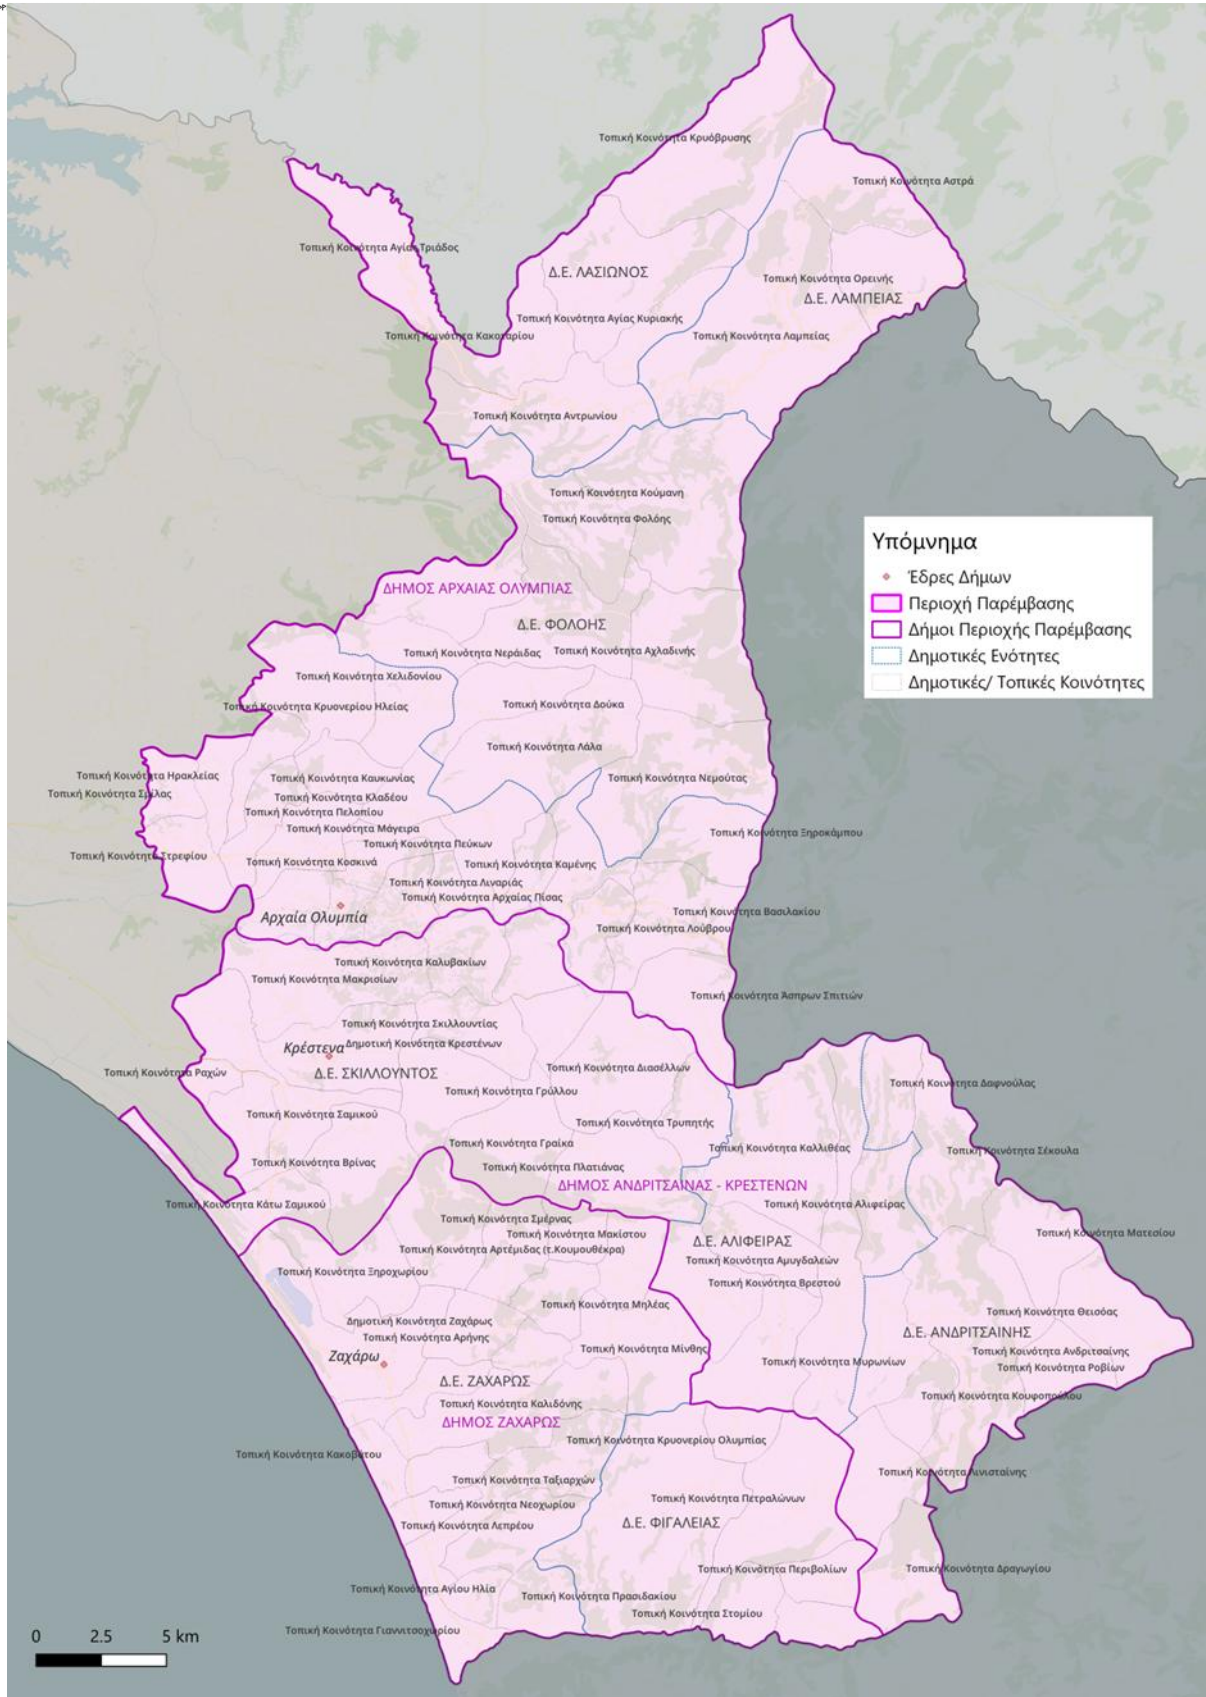 Τοπική Κοινότητα Κρυόβρυσης
Τοπική Κοινότητα Αστρά
Τοπική Κοινότητα Αγίας Τριάδος
Δ.Ε. ΛΑΣΙΩΝΟΣ
Τοπική Κοινότητα Ορεινής
Δ.Ε. ΛΑΜΠΕΙΑΣ
Τοπική Κοινότητα Αγίας Κυριακής
Τοπική Κοινότητα Κακοταρίου
Τοπική Κοινότητα Λαμπείας
Τοπική Κοινότητα Αντρωνίου
Τοπική Κοινότητα Κούμανη
Τοπική Κοινότητα Φολόης
Υπόμνημα
Έδρες Δήμων
Περιοχή Παρέμβασης
Δήμοι Περιοχής Παρέμβασης
Δημοτικές Ενότητες
Δημοτικές/ Τοπικές Κοινότητες
ΔΗΜΟΣ ΑΡΧΑΙΑΣ ΟΛΥΜΠΙΑΣ
Δ.Ε. ΦΟΛΟΗΣ
Τοπική Κοινότητα Νεράιδας
Τοπική Κοινότητα Αχλαδινής
Τοπική Κοινότητα Χελιδονίου
Τοπική Κοινότητα Κρυονερίου Ηλείας
Τοπική Κοινότητα Δούκα
Τοπική Κοινότητα Λάλα
Τοπική Κοινότητα Ηρακλείας
Τοπική Κοινότητα Καυκωνίας
Τοπική Κοινότητα Νεμούτας
Τοπική Κοινότητα Σμίλας
Τοπική Κοινότητα Κλαδέου
Τοπική Κοινότητα Πελοπίου
Τοπική Κοινότητα Μάγειρα
Τοπική Κοινότητα Ξηροκάμπου
Τοπική Κοινότητα Πεύκων
Τοπική Κοινότητα Στρεφίου
Τοπική Κοινότητα Κοσκινά
Τοπική Κοινότητα Καμένης
Τοπική Κοινότητα Λιναριάς
Τοπική Κοινότητα Αρχαίας Πίσας
Αρχαία Ολυμπία
Τοπική Κοινότητα Βασιλακίου
Τοπική Κοινότητα Λούβρου
Τοπική Κοινότητα Καλυβακίων
Τοπική Κοινότητα Μακρισίων
Τοπική Κοινότητα Άσπρων Σπιτιών
Τοπική Κοινότητα Σκιλλουντίας
Κρέστενα
Δημοτική Κοινότητα Κρεστένων
Τοπική Κοινότητα Ραχών
Δ.Ε. ΣΚΙΛΛΟΥΝΤΟΣ
Τοπική Κοινότητα Διασέλλων
Τοπική Κοινότητα Δαφνούλας
Τοπική Κοινότητα Γρύλλου
Τοπική Κοινότητα Σαμικού
Τοπική Κοινότητα Τρυπητής
Τοπική Κοινότητα Γραίκα
Τοπική Κοινότητα Καλλιθέας
Τοπική Κοινότητα Σέκουλα
Τοπική Κοινότητα Βρίνας
Τοπική Κοινότητα Πλατιάνας
ΔΗΜΟΣ ΑΝΔΡΙΤΣΑΙΝΑΣ - ΚΡΕΣΤΕΝΩΝ
Τοπική Κοινότητα Κάτω Σαμικού
Τοπική Κοινότητα Αλιφείρας
Τοπική Κοινότητα Σμέρνας
Τοπική Κοινότητα Μακίστου
Τοπική Κοινότητα Ματεσίου
Δ.Ε. ΑΛΙΦΕΙΡΑΣ
Τοπική Κοινότητα Αρτέμιδας (τ.Κουμουθέκρα)
Τοπική Κοινότητα Αμυγδαλεών
Τοπική Κοινότητα Ξηροχωρίου
Τοπική Κοινότητα Βρεστού
Τοπική Κοινότητα Μηλέας
Τοπική Κοινότητα Θεισόας
Δημοτική Κοινότητα Ζαχάρως
Δ.Ε. ΑΝΔΡΙΤΣΑΙΝΗΣ
Τοπική Κοινότητα Αρήνης
Τοπική Κοινότητα Μίνθης
Τοπική Κοινότητα Ανδριτσαίνης
Ζαχάρω
Τοπική Κοινότητα Μυρωνίων
Τοπική Κοινότητα Ροβίων
Δ.Ε. ΖΑΧΑΡΩΣ
Τοπική Κοινότητα Κουφοπούλου
Τοπική Κοινότητα Καλιδόνης
ΔΗΜΟΣ ΖΑΧΑΡΩΣ
Τοπική Κοινότητα Κρυονερίου Ολυμπίας
Τοπική Κοινότητα Κακοβάτου
Τοπική Κοινότητα Λινισταίνης
Τοπική Κοινότητα Ταξιαρχών
Τοπική Κοινότητα Πετραλώνων
Τοπική Κοινότητα Νεοχωρίου
Τοπική Κοινότητα Λεπρέου
Δ.Ε. ΦΙΓΑΛΕΙΑΣ
Τοπική Κοινότητα Περιβολίων
Τοπική Κοινότητα Δραγωγίου
Τοπική Κοινότητα Αγίου Ηλία
Τοπική Κοινότητα Πρασιδακίου
Τοπική Κοινότητα Στομίου
Τοπική Κοινότητα Γιαννιτσοχωρίου
0 2.5 5 km